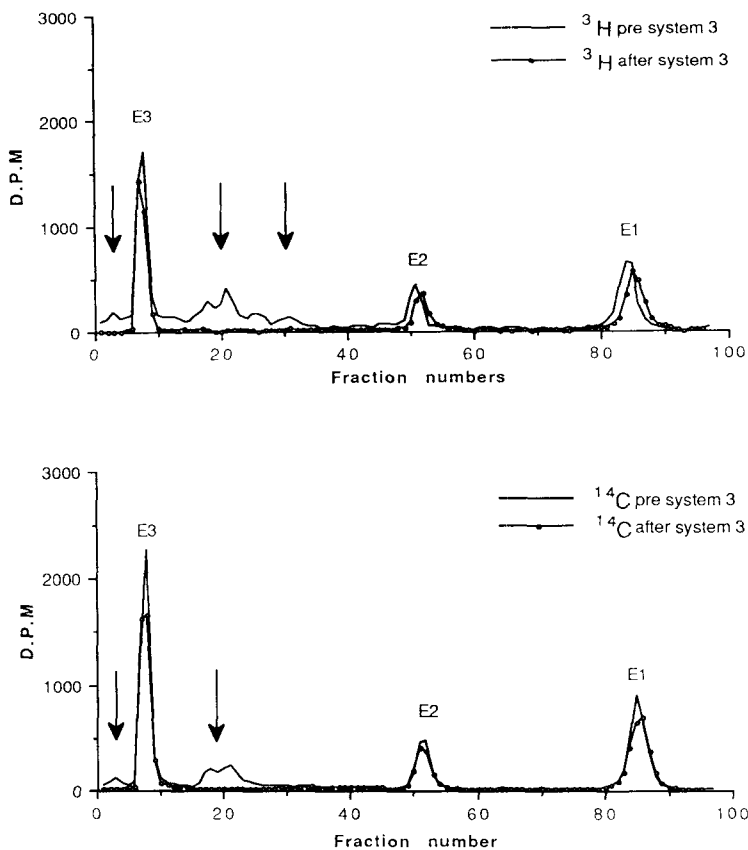 3000
2000
1000
0
D.P.M
³H pre system 3
³H after system 3
E3
E2
E1
0 20 40 60 80 100
Fraction numbers
3000
2000
1000
0
D.P.M
¹⁴C pre system 3
¹⁴C after system 3
E3
E2
E1
0 20 40 60 80 100
Fraction number